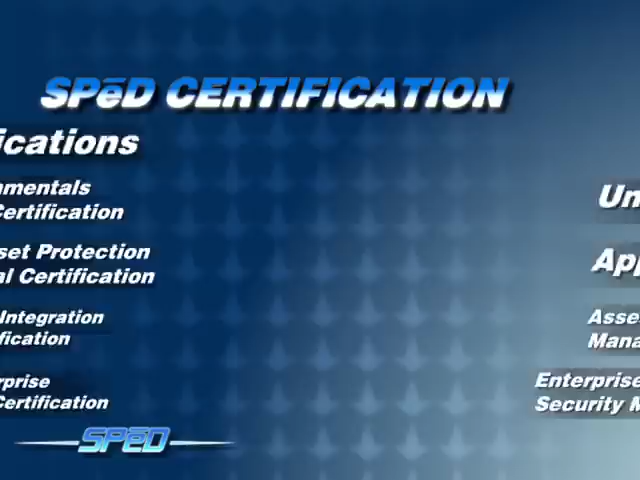 SPēD CERTIFICATION
ications
mentals
Certification
set Protection
al Certification
Integration
fication
rprise
Certification
Un
App
Asse
Mana
Enterprise
Security M
SPēD